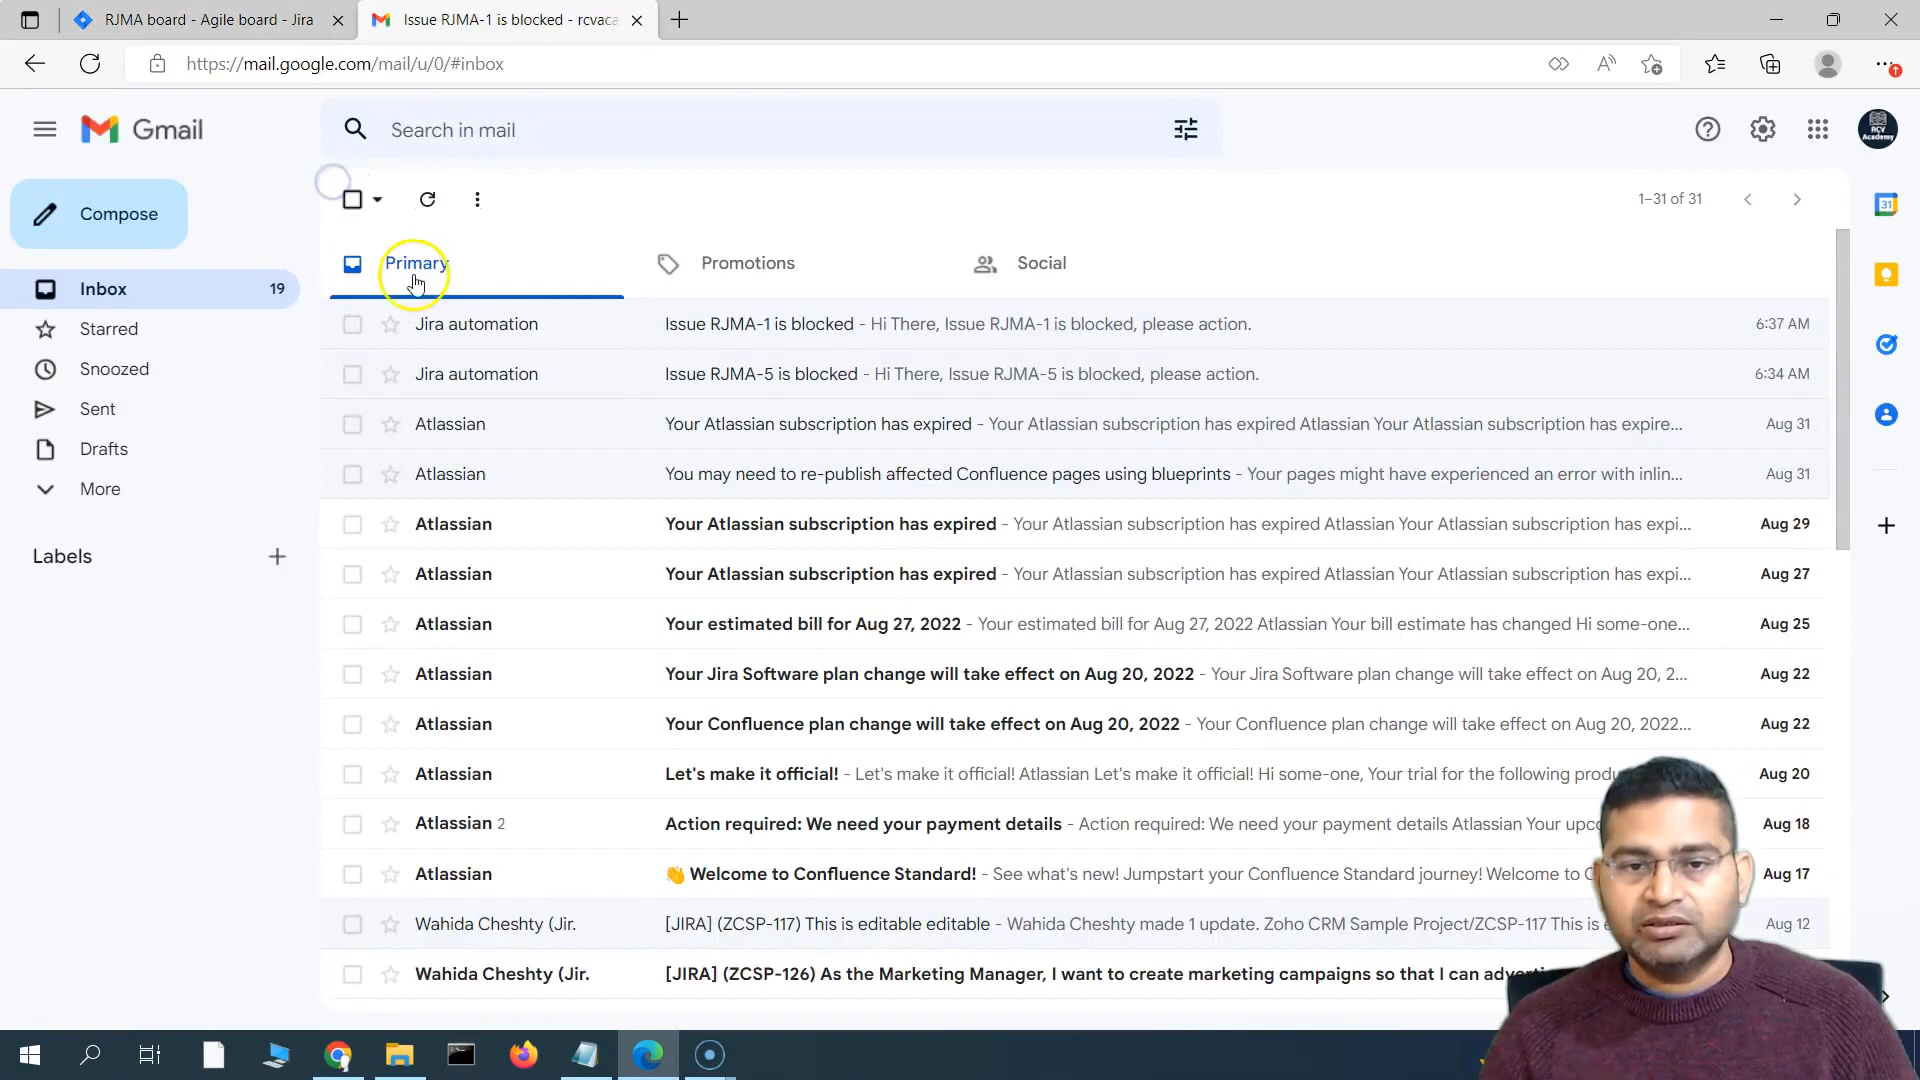 RJMA board - Agile board - Jira
Issue RJMA-1 is blocked - rcvaca
https://mail.google.com/mail/u/0/#inbox
Gmail
Search in mail
RCV Academy
Compose
1–31 of 31
31
Primary
Promotions
Social
Inbox 19
Starred
Snoozed
Sent
Drafts
More
Labels
Jira automation Issue RJMA-1 is blocked - Hi There, Issue RJMA-1 is blocked, please action. 6:37 AM
Jira automation Issue RJMA-5 is blocked - Hi There, Issue RJMA-5 is blocked, please action. 6:34 AM
Atlassian Your Atlassian subscription has expired - Your Atlassian subscription has expired Atlassian Your Atlassian subscription has expire... Aug 31
Atlassian You may need to re-publish affected Confluence pages using blueprints - Your pages might have experienced an error with inlin... Aug 31
Atlassian Your Atlassian subscription has expired - Your Atlassian subscription has expired Atlassian Your Atlassian subscription has expi... Aug 29
Atlassian Your Atlassian subscription has expired - Your Atlassian subscription has expired Atlassian Your Atlassian subscription has expi... Aug 27
Atlassian Your estimated bill for Aug 27, 2022 - Your estimated bill for Aug 27, 2022 Atlassian Your bill estimate has changed Hi some-one... Aug 25
Atlassian Your Jira Software plan change will take effect on Aug 20, 2022 - Your Jira Software plan change will take effect on Aug 20, 2... Aug 22
Atlassian Your Confluence plan change will take effect on Aug 20, 2022 - Your Confluence plan change will take effect on Aug 20, 2022... Aug 22
Atlassian Let's make it official! - Let's make it official! Atlassian Let's make it official! Hi some-one, Your trial for the following produ Aug 20
Atlassian 2 Action required: We need your payment details - Action required: We need your payment details Atlassian Your upco Aug 18
Atlassian 👋 Welcome to Confluence Standard! - See what's new! Jumpstart your Confluence Standard journey! Welcome to C Aug 17
Wahida Cheshty (Jir. [JIRA] (ZCSP-117) This is editable editable - Wahida Cheshty made 1 update. Zoho CRM Sample Project/ZCSP-117 This is e Aug 12
Wahida Cheshty (Jir. [JIRA] (ZCSP-126) As the Marketing Manager, I want to create marketing campaigns so that I can adverti